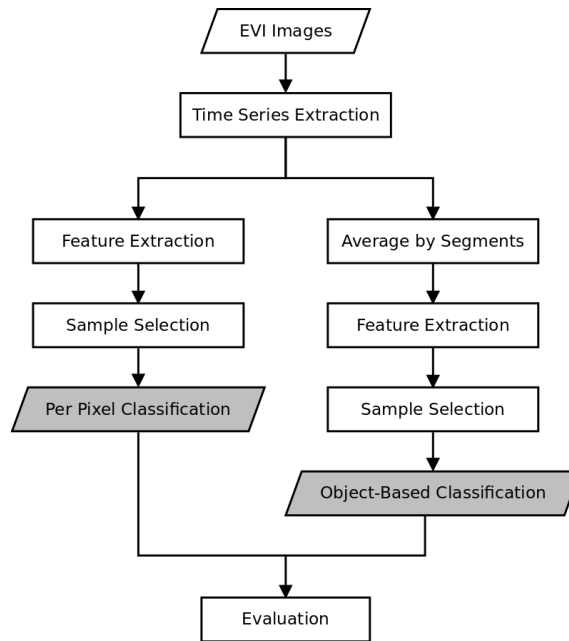 EVI Images
Time Series Extraction
Feature Extraction
Average by Segments
Sample Selection
Feature Extraction
Per Pixel Classification
Sample Selection
Object-Based Classification
Evaluation